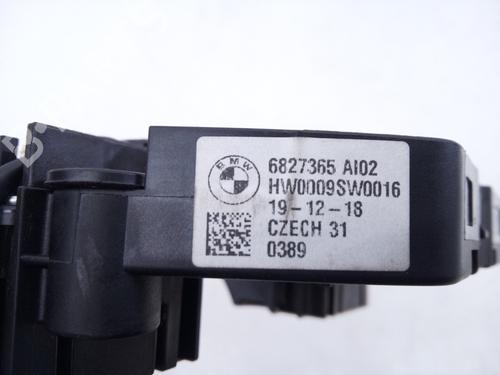 BMW
6827365 AI02
HW0009SW0016
19-12-18
CZECH 31
0389